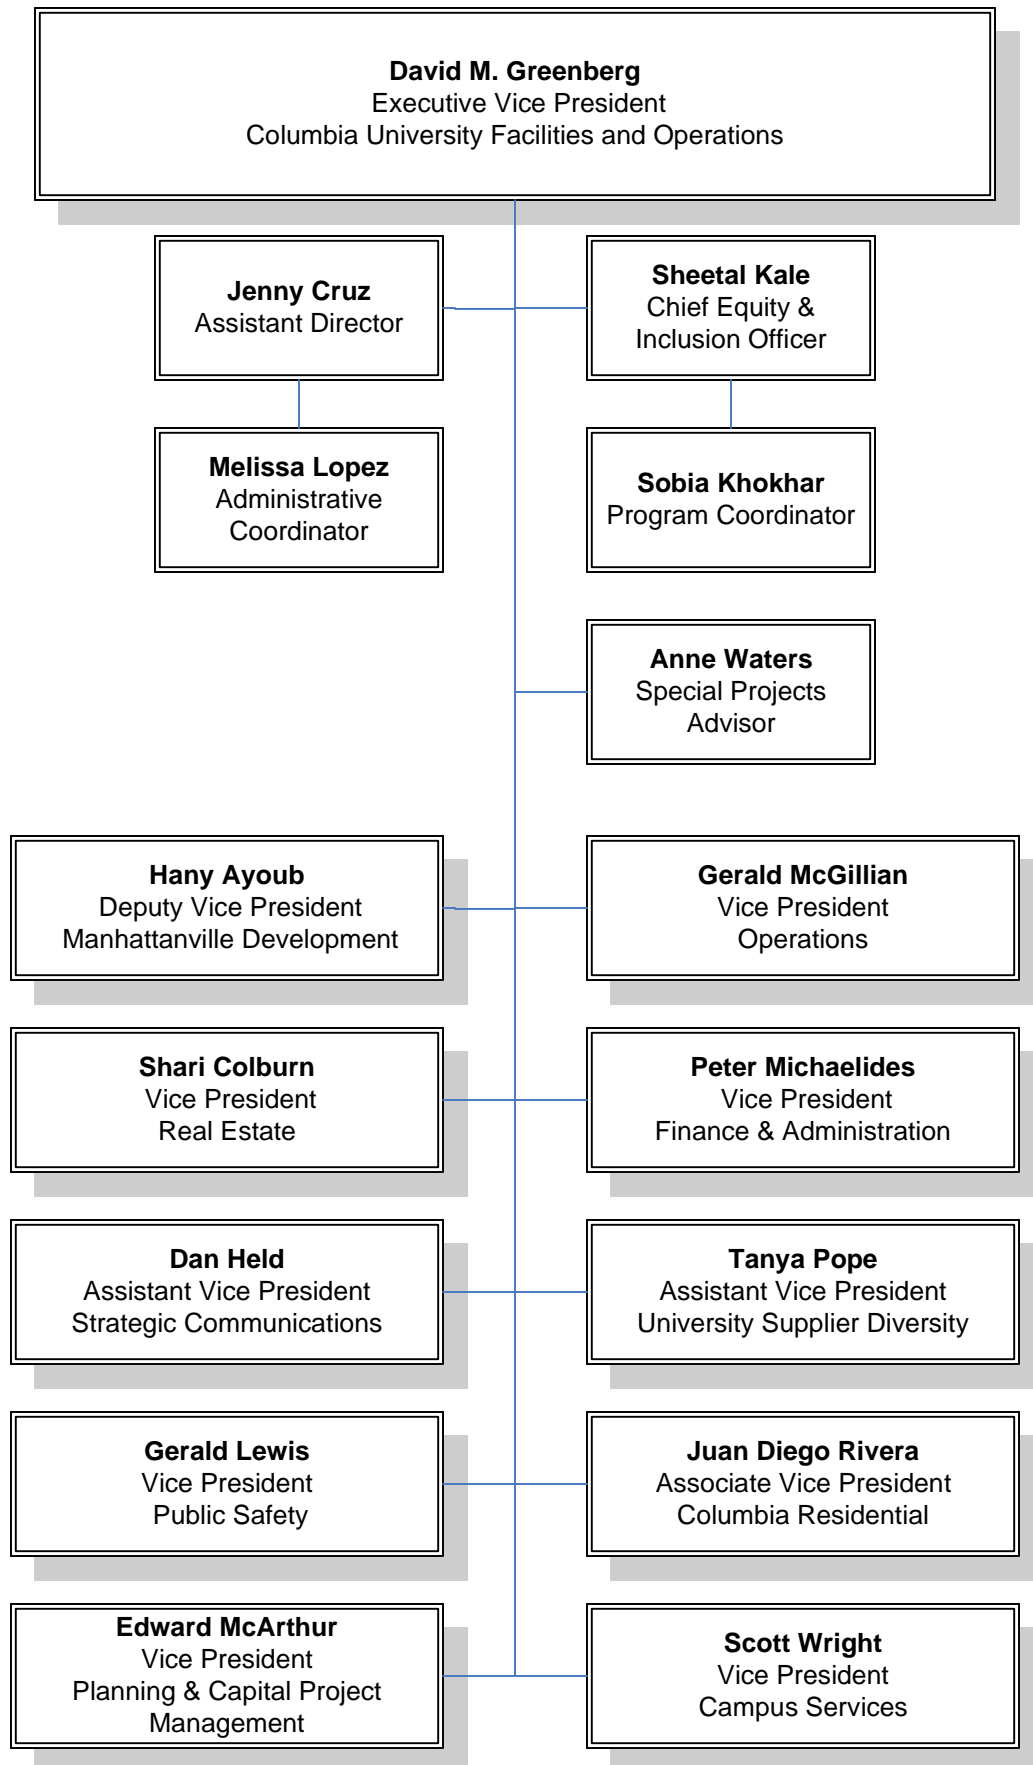 David M. Greenberg
Executive Vice President
Columbia University Facilities and Operations
Jenny Cruz
Assistant Director
Sheetal Kale
Chief Equity &
Inclusion Officer
Melissa Lopez
Administrative
Coordinator
Sobia Khokhar
Program Coordinator
Anne Waters
Special Projects
Advisor
Hany Ayoub
Deputy Vice President
Manhattanville Development
Gerald McGillian
Vice President
Operations
Shari Colburn
Vice President
Real Estate
Peter Michaelides
Vice President
Finance & Administration
Dan Held
Assistant Vice President
Strategic Communications
Tanya Pope
Assistant Vice President
University Supplier Diversity
Gerald Lewis
Vice President
Public Safety
Juan Diego Rivera
Associate Vice President
Columbia Residential
Edward McArthur
Vice President
Planning & Capital Project
Management
Scott Wright
Vice President
Campus Services